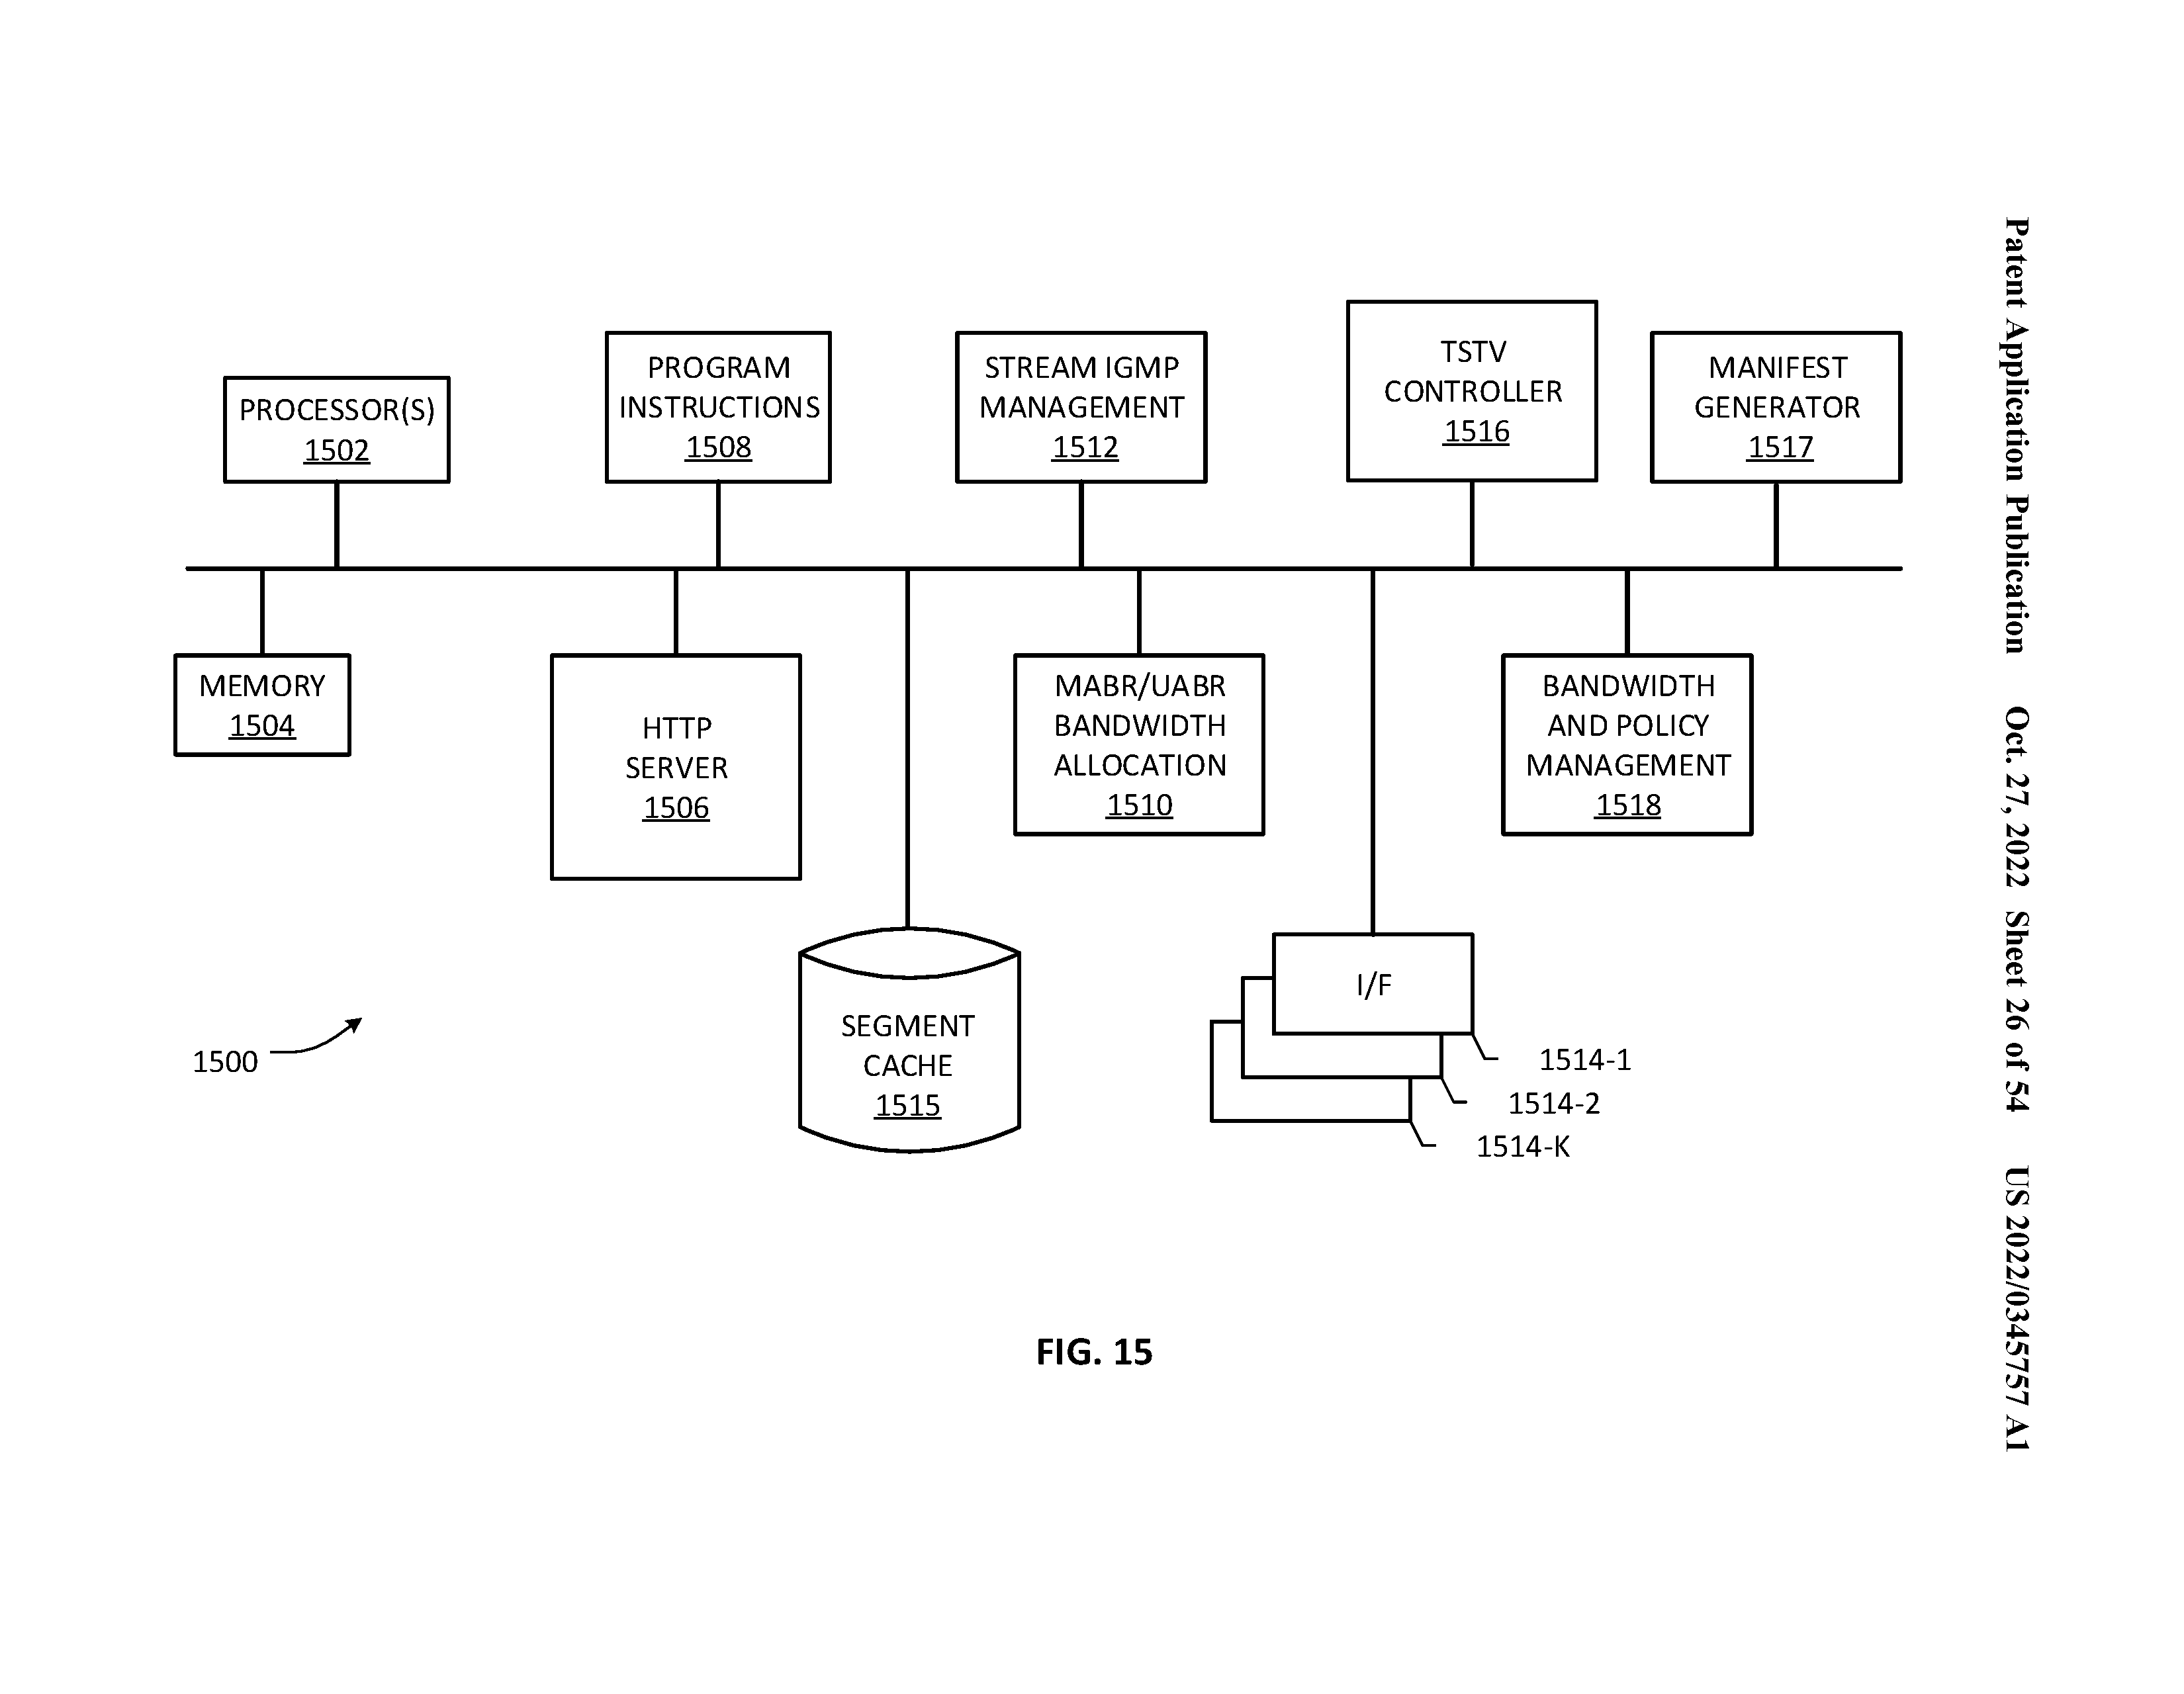 Patent Application Publication Oct. 27, 2022 Sheet 26 of 54 US 2022/0345757 A1
PROCESSOR(S)
1502
PROGRAM
INSTRUCTIONS
1508
STREAM IGMP
MANAGEMENT
1512
TSTV
CONTROLLER
1516
MANIFEST
GENERATOR
1517
MEMORY
1504
HTTP
SERVER
1506
MABR/UABR
BANDWIDTH
ALLOCATION
1510
BANDWIDTH
AND POLICY
MANAGEMENT
1518
SEGMENT
CACHE
1515
I/F
1514-1
1514-2
1514-K
1500
FIG. 15